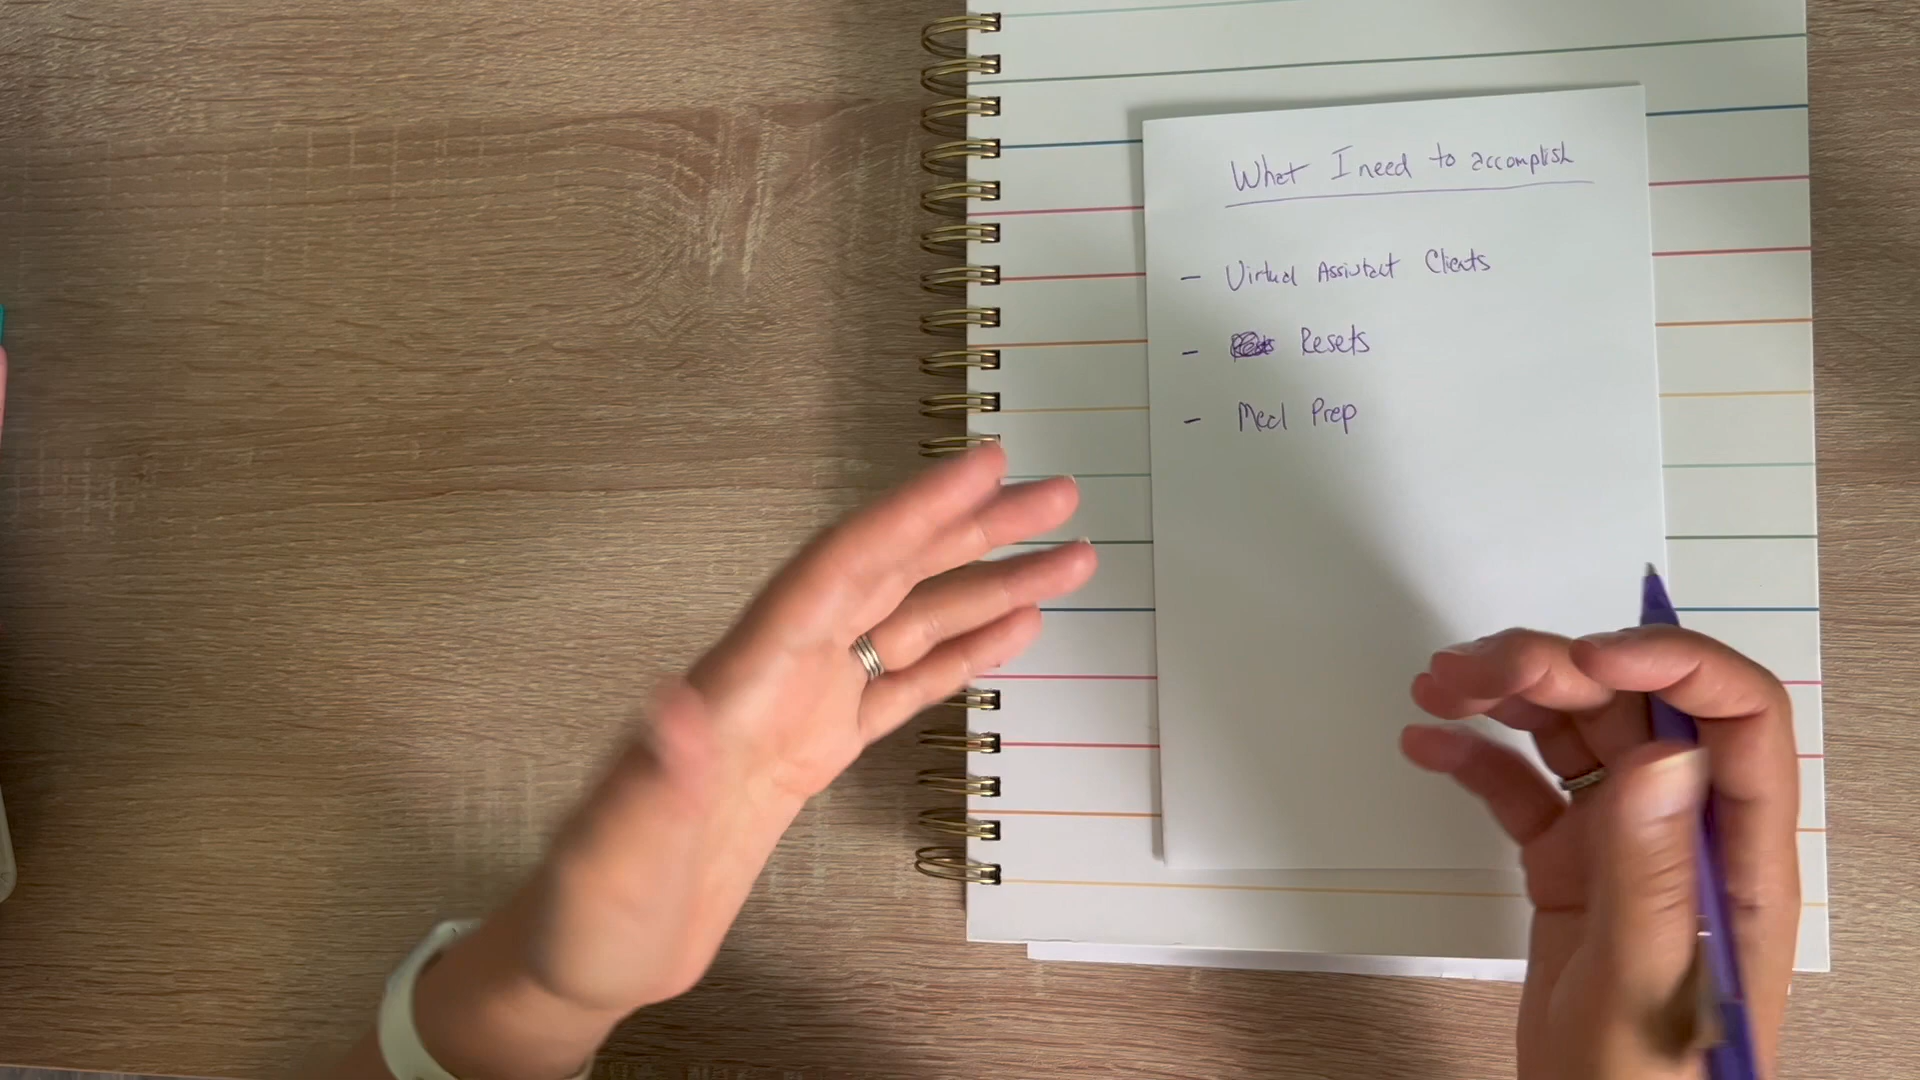 What I need to accomplish
- Virtual Assistant Clients
- Resets
- Meal Prep